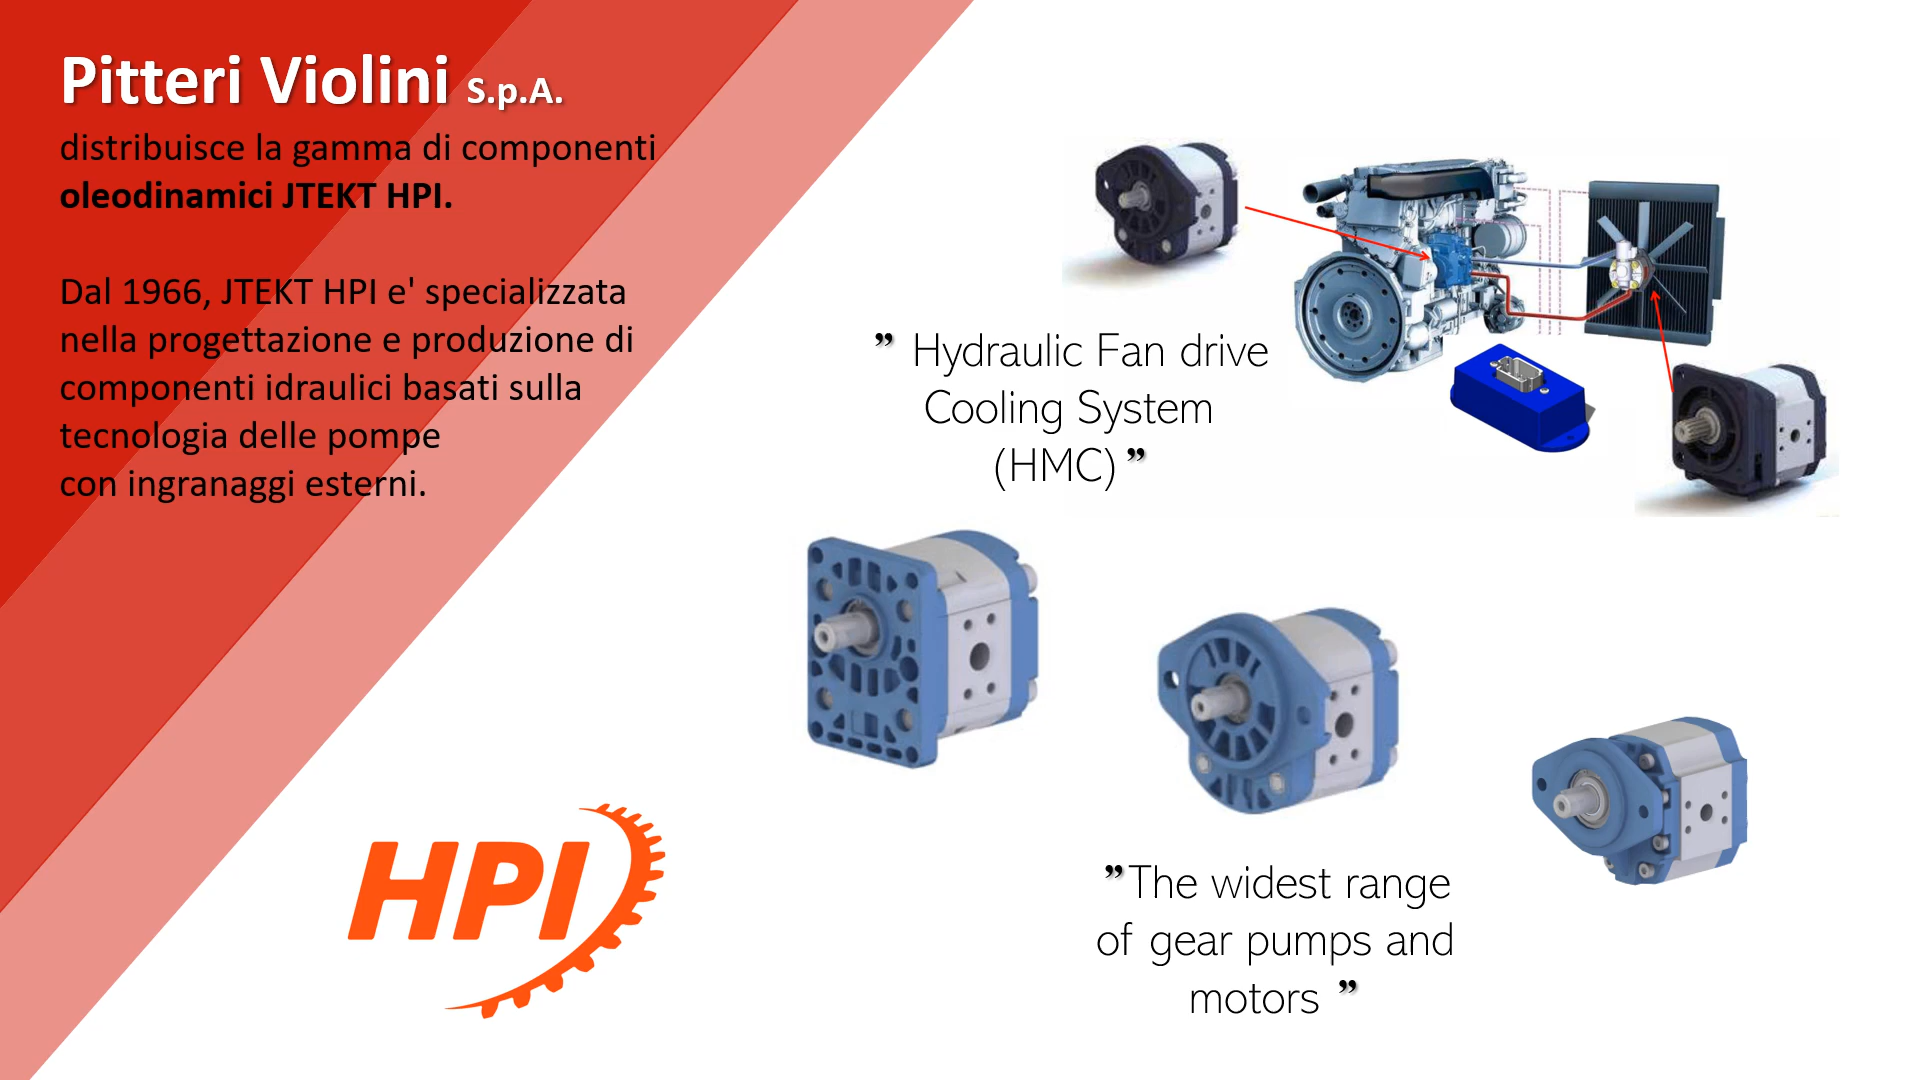 Pitteri Violini S.p.A.
distribuisce la gamma di componenti
oleodinamici JTEKT HPI.
Dal 1966, JTEKT HPI e' specializzata
nella progettazione e produzione di
componenti idraulici basati sulla
tecnologia delle pompe
con ingranaggi esterni.
” Hydraulic Fan drive
Cooling System
(HMC) ”
HPI
”The widest range
of gear pumps and
motors ”